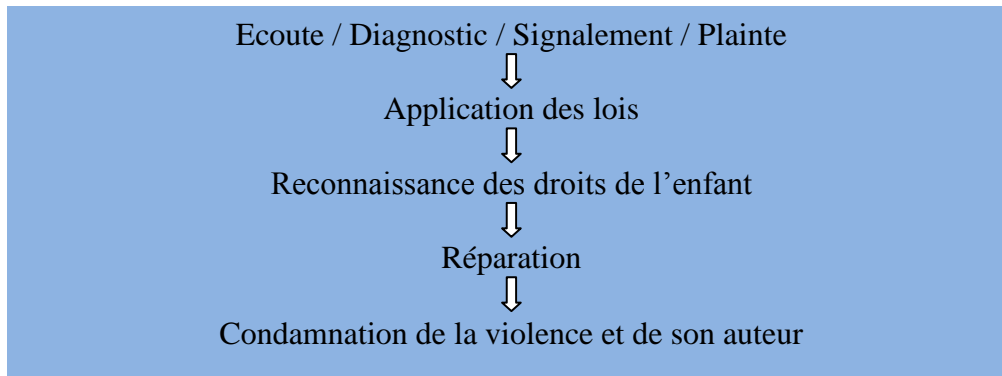 Ecoute / Diagnostic / Signalement / Plainte
Application des lois
Reconnaissance des droits de l’enfant
Réparation
Condamnation de la violence et de son auteur